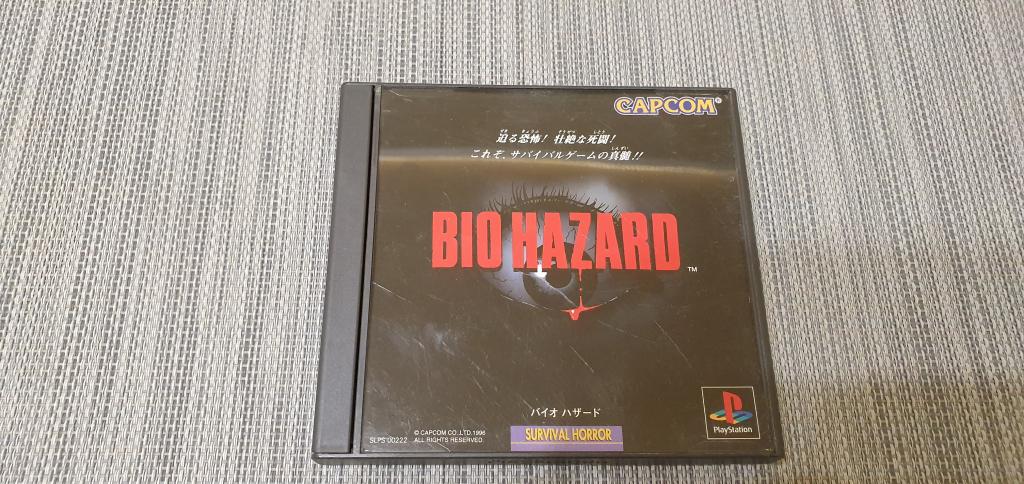 CAPCOM®
迫る恐怖! 壮絶な死闘!
これぞ、サバイバルゲームの真髄!!
BIO HAZARD™
バイオ ハザード
SURVIVAL HORROR
SLPS 00222
© CAPCOM CO.,LTD.1996
ALL RIGHTS RESERVED.
PlayStation